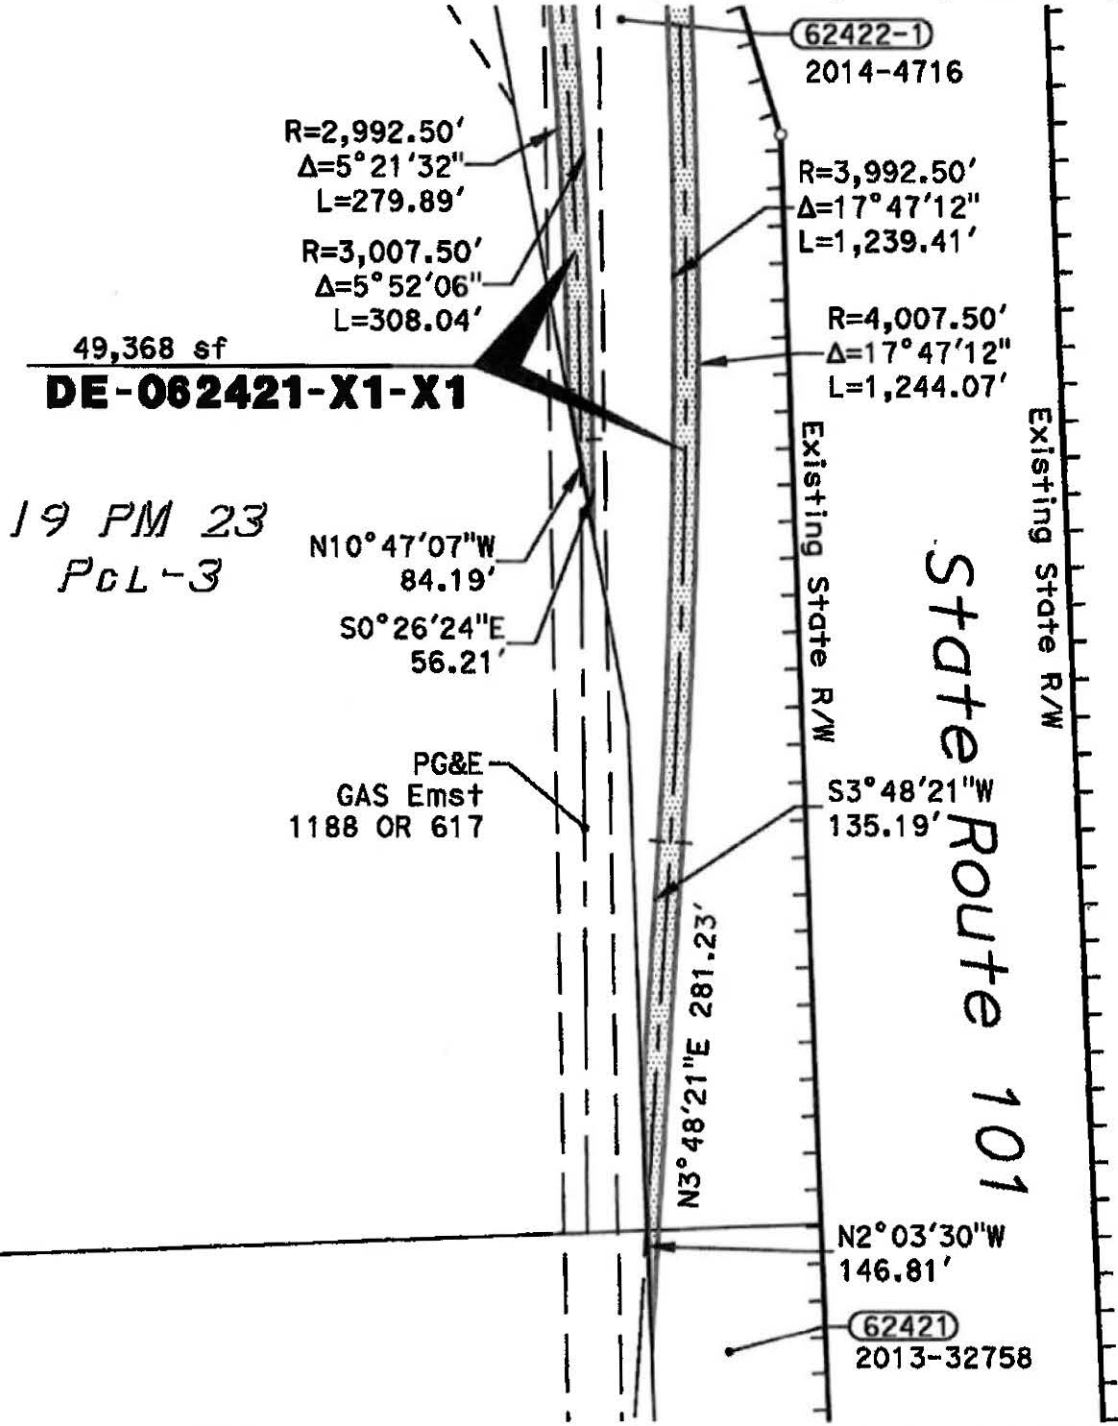 62422-1
2014-4716
R=2,992.50'
Δ=5°21'32"
L=279.89'
R=3,992.50'
Δ=17°47'12"
L=1,239.41'
R=3,007.50'
Δ=5°52'06"
L=308.04'
R=4,007.50'
Δ=17°47'12"
L=1,244.07'
49,368 sf
DE-062421-X1-X1
Existing State R/W
Existing State R/W
19 PM 23
PcL-3
N10°47'07"W
84.19'
S0°26'24"E
56.21'
State Route 101
PG&E
GAS Emst
1188 OR 617
S3°48'21"W
135.19'
N3°48'21"E 281.23'
N2°03'30"W
146.81'
62421
2013-32758